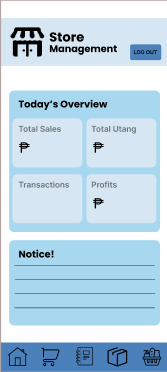 Store
Management
LOG OUT
Today's Overview
Total Sales
Total Utang
₱
₱
Transactions
Profits
₱
Notice!